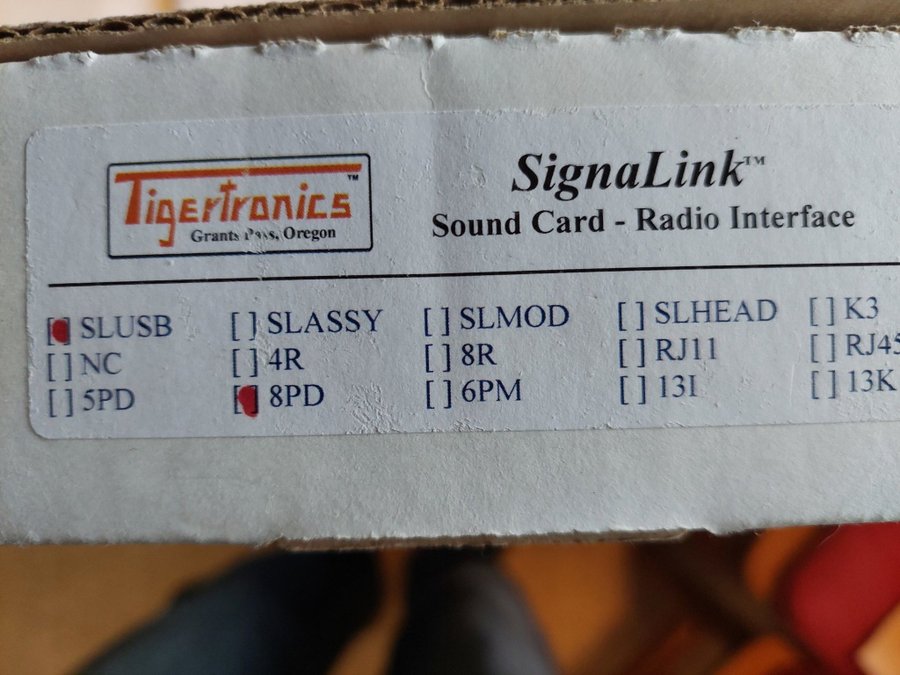 Tigertronics™
Grants Pass, Oregon
SignaLink™
Sound Card - Radio Interface
[ ] SLUSB [ ] SLASSY [ ] SLMOD [ ] SLHEAD [ ] K3
[ ] NC [ ] 4R [ ] 8R [ ] RJ11 [ ] RJ45
[ ] 5PD [ ] 8PD [ ] 6PM [ ] 13I [ ] 13K